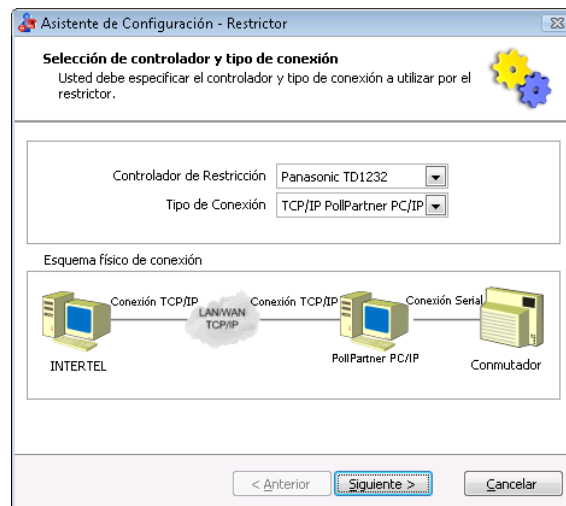 Asistente de Configuración - Restrictor
Selección de controlador y tipo de conexión
Usted debe especificar el controlador y tipo de conexión a utilizar por el
restrictor.
Controlador de Restricción
Panasonic TD1232
Tipo de Conexión
TCP/IP PollPartner PC/IP
Esquema físico de conexión
Conexión TCP/IP
LAN/WAN
TCP/IP
Conexión TCP/IP
Conexión Serial
INTERTEL
PollPartner PC/IP
Conmutador
< Anterior
Siguiente >
Cancelar